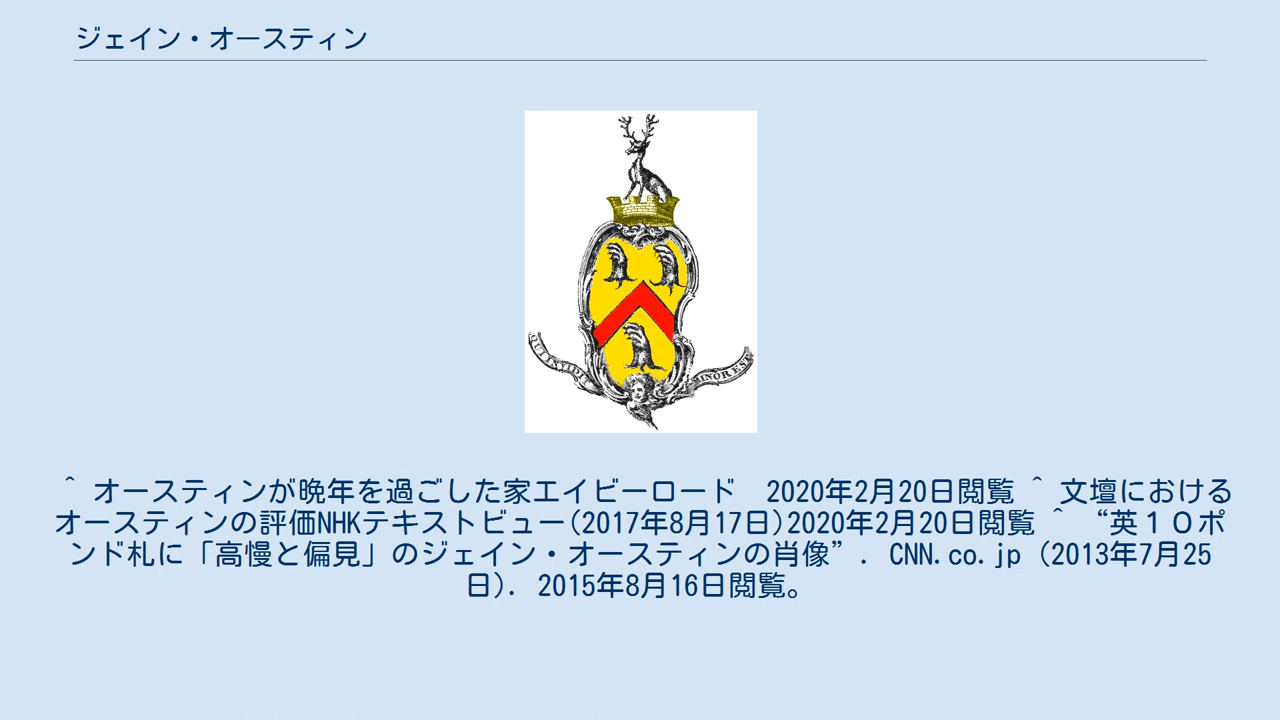 ジェイン・オースティン
QUI INVIDIT
MINOR EST
^ オースティンが晩年を過ごした家エイビーロード　2020年2月20日閲覧 ^ 文壇における
オースティンの評価NHKテキストビュー(2017年8月17日)2020年2月20日閲覧 ^ “英１０ポ
ンド札に「高慢と偏見」のジェイン・オースティンの肖像”. CNN.co.jp (2013年7月25
日). 2015年8月16日閲覧。